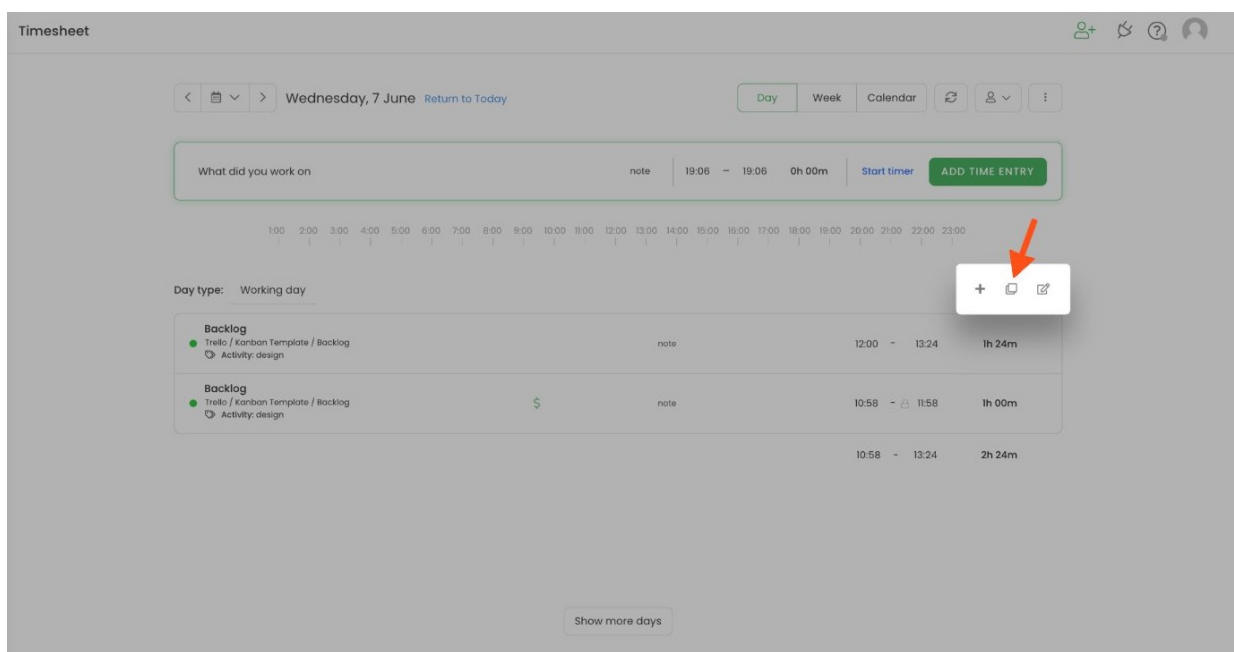 Timesheet
Wednesday, 7 June Return to Today Day Week Calendar
What did you work on note 19:06 – 19:06 0h 00m Start timer ADD TIME ENTRY
1:00 2:00 3:00 4:00 5:00 6:00 7:00 8:00 9:00 10:00 11:00 12:00 13:00 14:00 15:00 16:00 17:00 18:00 19:00 20:00 21:00 22:00 23:00
Day type: Working day
Backlog
Trello / Kanban Template / Backlog note 12:00 - 13:24 1h 24m
Activity: design
Backlog
Trello / Kanban Template / Backlog $ note 10:58 - 11:58 1h 00m
Activity: design
10:58 - 13:24 2h 24m
Show more days